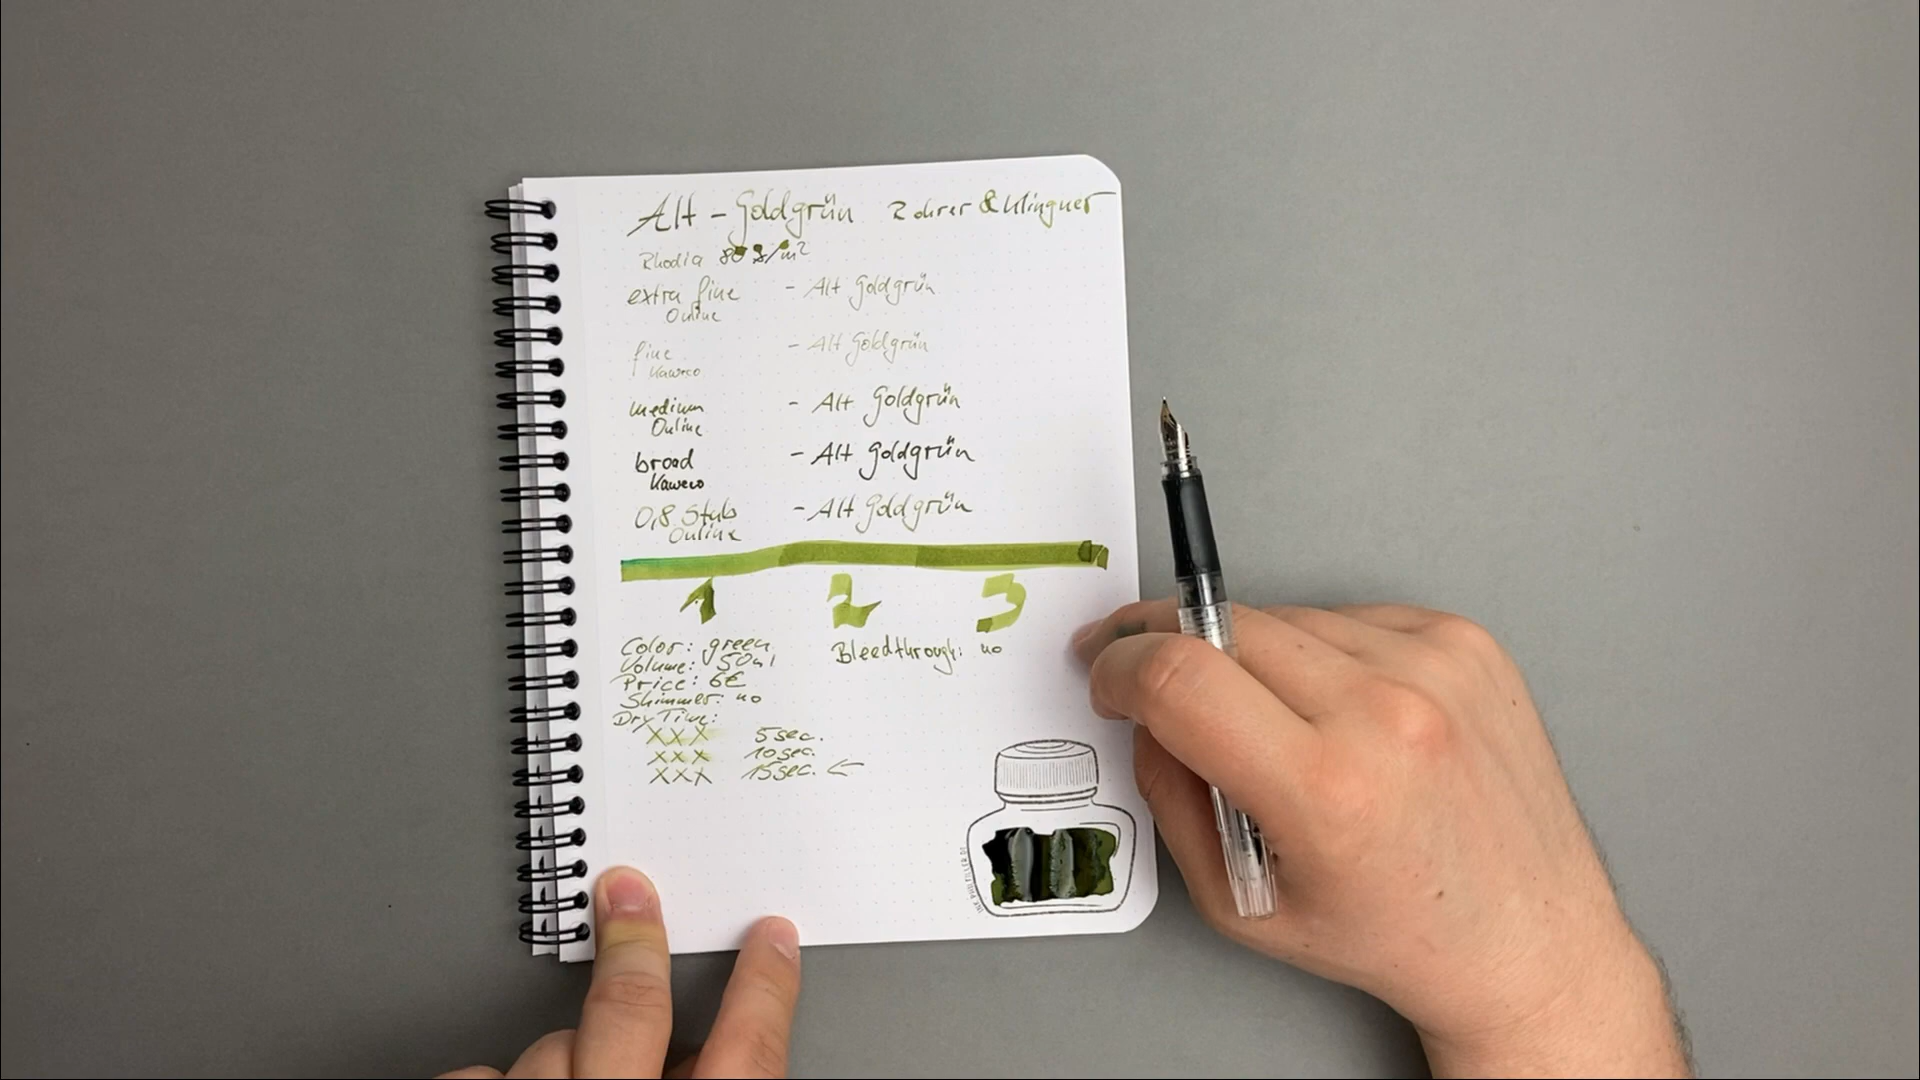 Alt - Goldgrün Rohrer & Klingner
Rhodia 80 g/m²
extra fine - Alt Goldgrün
Online
fine - Alt Goldgrün
Kaweco
medium - Alt Goldgrün
Online
broad - Alt Goldgrün
Kaweco
0,8 Stub - Alt Goldgrün
Online
1 2 3
Color: green Bleedthrough: no
Volume: 50ml
Price: 6€
Shimmer: no
Dry Time:
XXX 5sec.
XXX 10sec.
XXX 15sec. ←